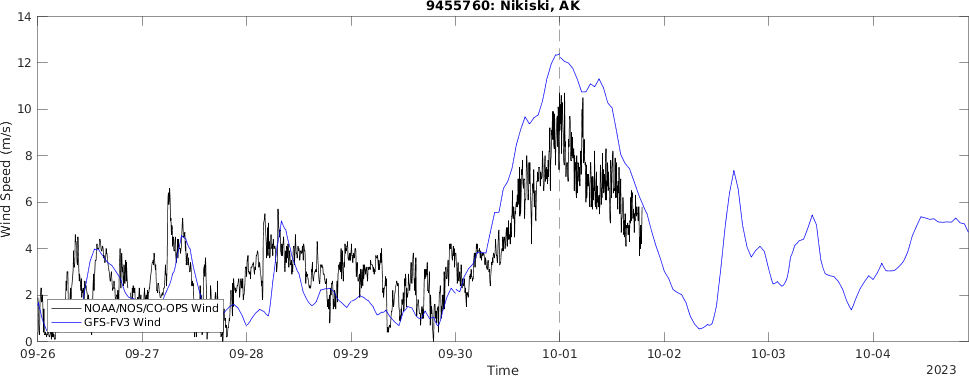 9455760: Nikiski, AK
14
12
10
8
6
4
2
0
Wind Speed (m/s)
NOAA/NOS/CO-OPS Wind
GFS-FV3 Wind
09-26 09-27 09-28 09-29 09-30 10-01 10-02 10-03 10-04
Time
2023